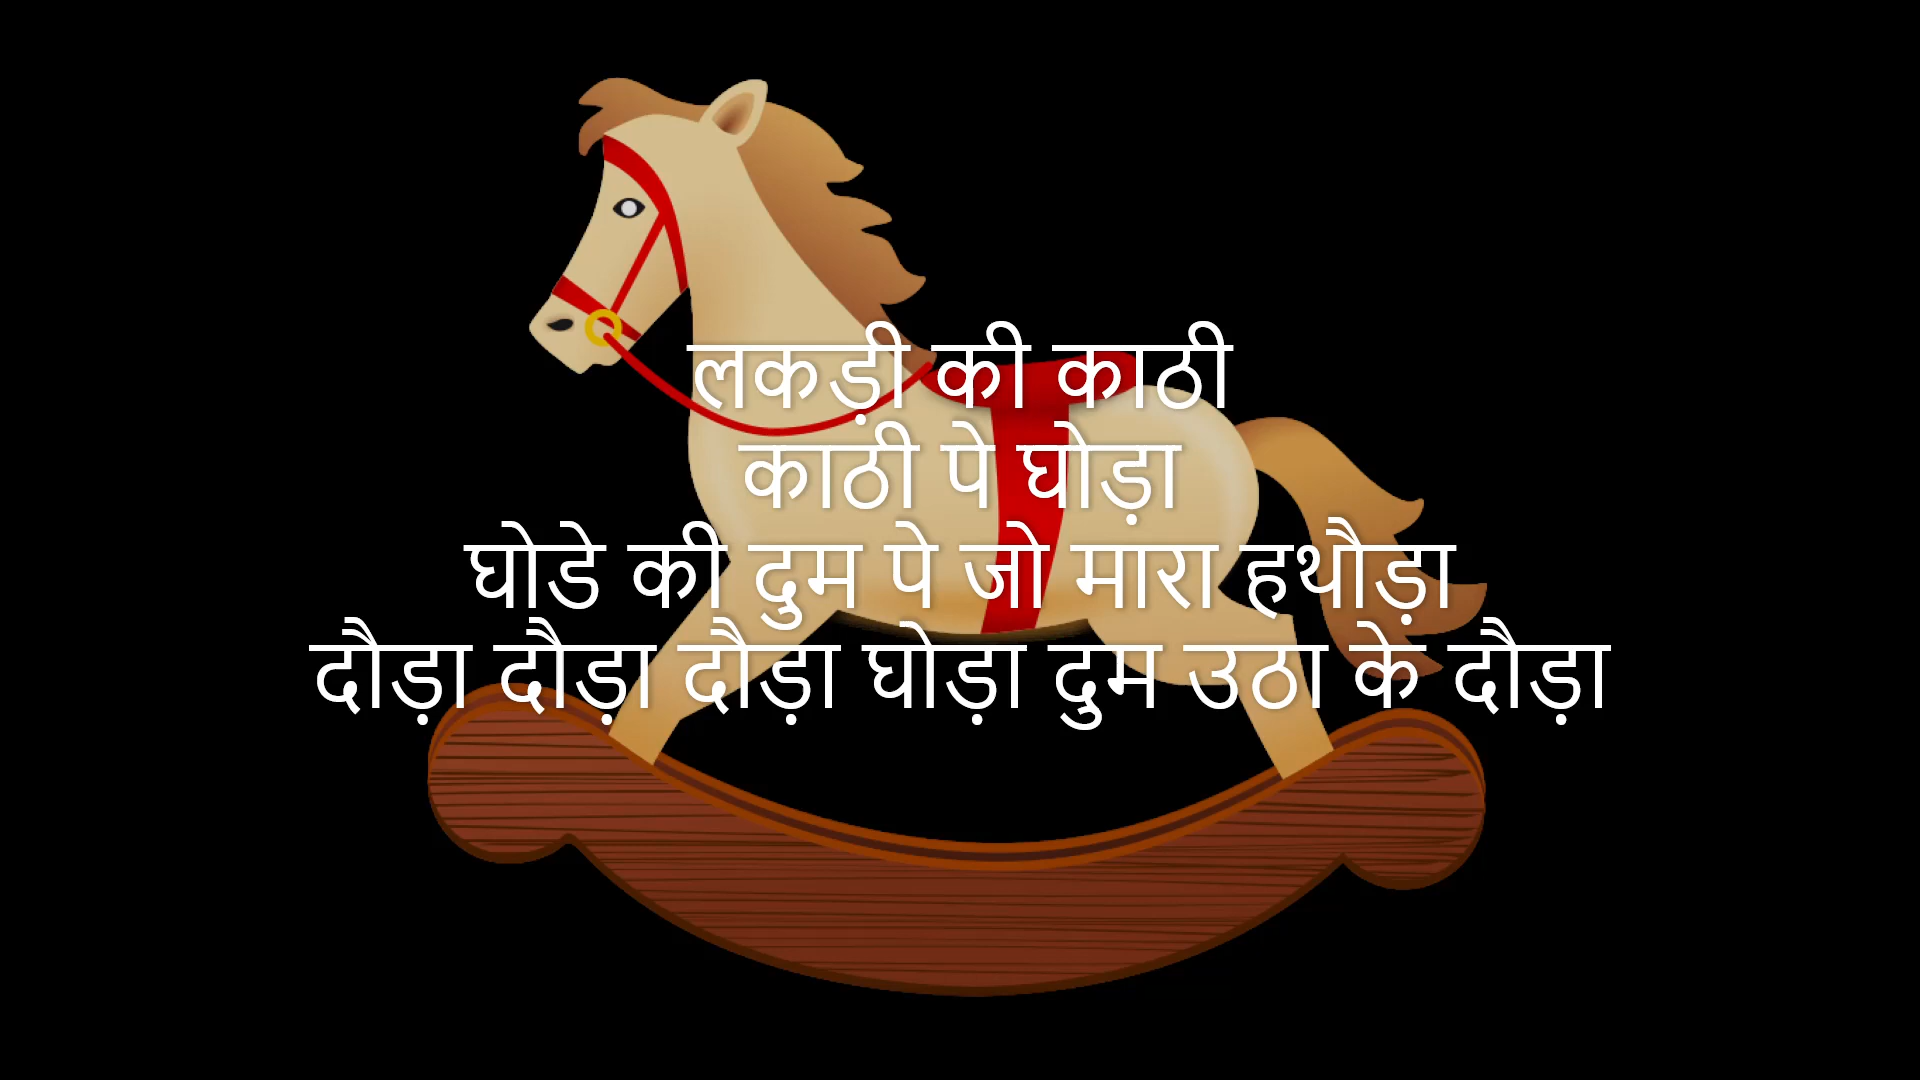 लकड़ी की काठी
काठी पे घोड़ा
घोडे की दुम पे जो मारा हथौड़ा
दौड़ा दौड़ा दौड़ा घोड़ा दुम उठा के दौड़ा